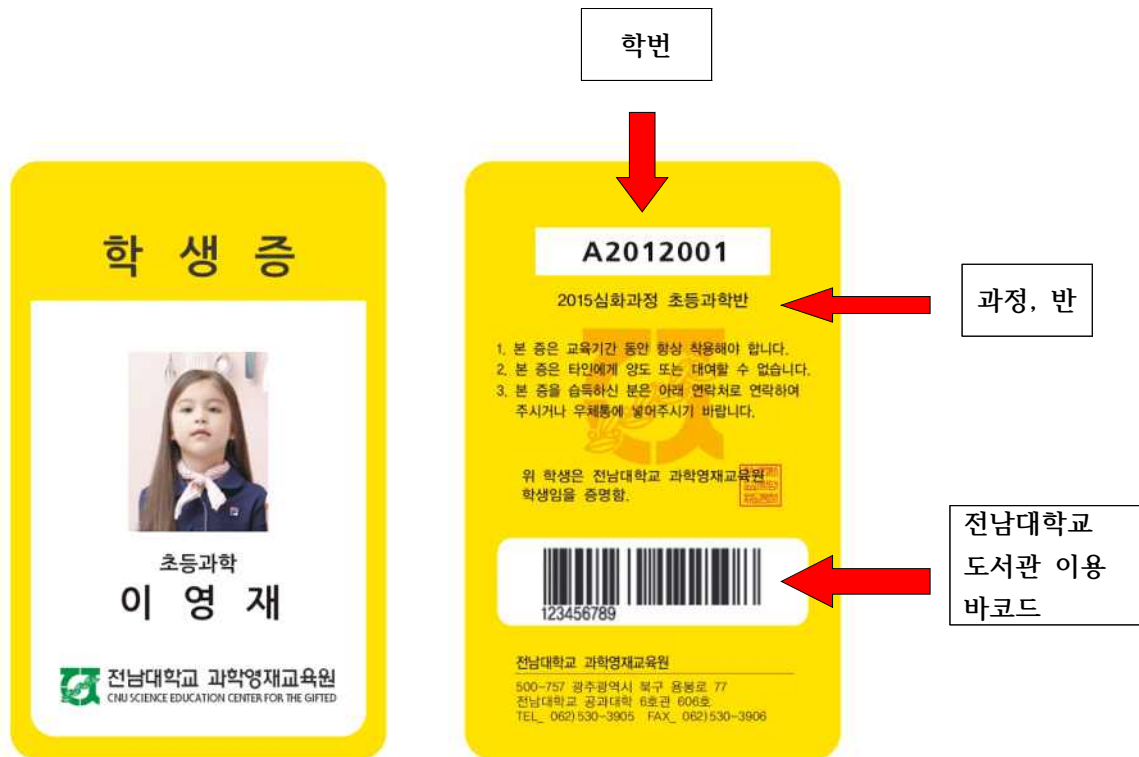 학번
학 생 증
초등과학
이 영 재
전남대학교 과학영재교육원
CNU SCIENCE EDUCATION CENTER FOR THE GIFTED
A2012001
2015심화과정 초등과학반
1. 본 증은 교육기간 동안 항상 착용해야 합니다.
2. 본 증은 타인에게 양도 또는 대여할 수 없습니다.
3. 본 증을 습득하신 분은 아래 연락처로 연락하여
주시거나 우체통에 넣어주시기 바랍니다.
위 학생은 전남대학교 과학영재교육원
학생임을 증명함.
123456789
전남대학교 과학영재교육원
500-757 광주광역시 북구 용봉로 77
전남대학교 공과대학 6호관 606호
TEL_ 062)530-3905 FAX_ 062)530-3906
과정, 반
전남대학교
도서관 이용
바코드